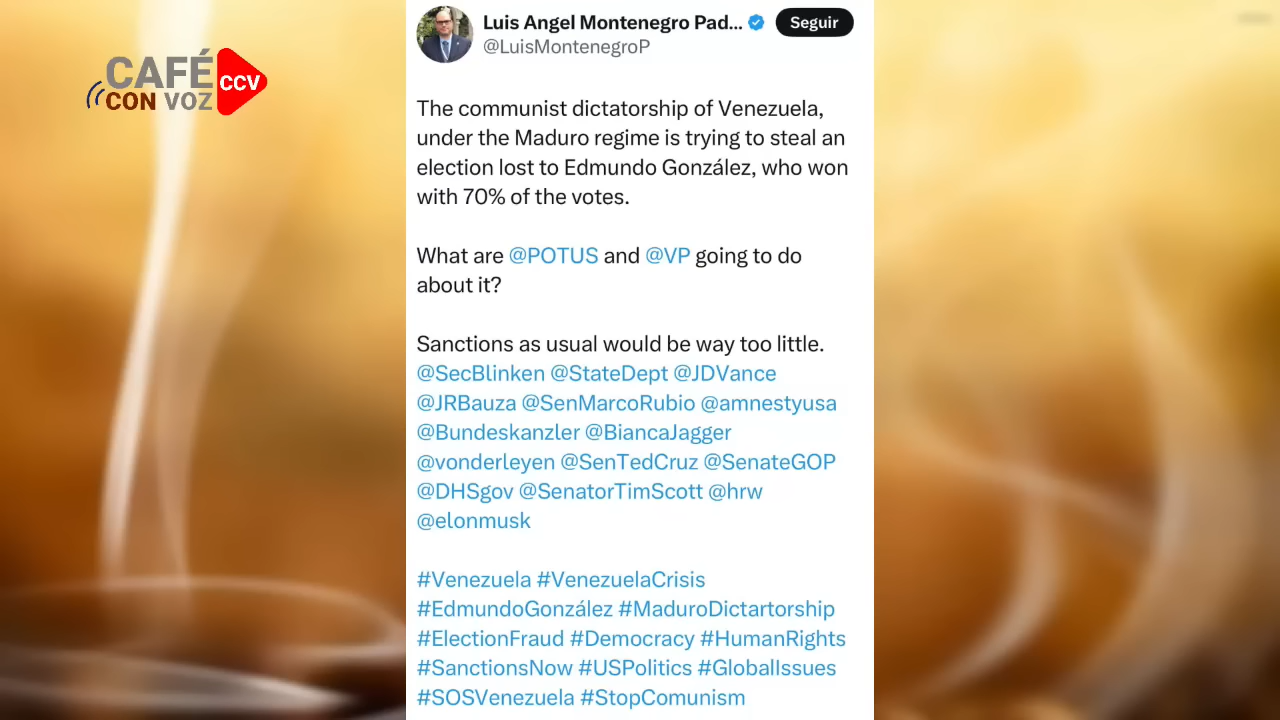 CAFÉ
CON VOZ
CCV
Luis Angel Montenegro Pad...
Seguir
@LuisMontenegroP
The communist dictatorship of Venezuela,
under the Maduro regime is trying to steal an
election lost to Edmundo González, who won
with 70% of the votes.
What are @POTUS and @VP going to do
about it?
Sanctions as usual would be way too little.
@SecBlinken @StateDept @JDVance
@JRBauza @SenMarcoRubio @amnestyusa
@Bundeskanzler @BiancaJagger
@vonderleyen @SenTedCruz @SenateGOP
@DHSgov @SenatorTimScott @hrw
@elonmusk
#Venezuela #VenezuelaCrisis
#EdmundoGonzález #MaduroDictartorship
#ElectionFraud #Democracy #HumanRights
#SanctionsNow #USPolitics #GlobalIssues
#SOSVenezuela #StopComunism